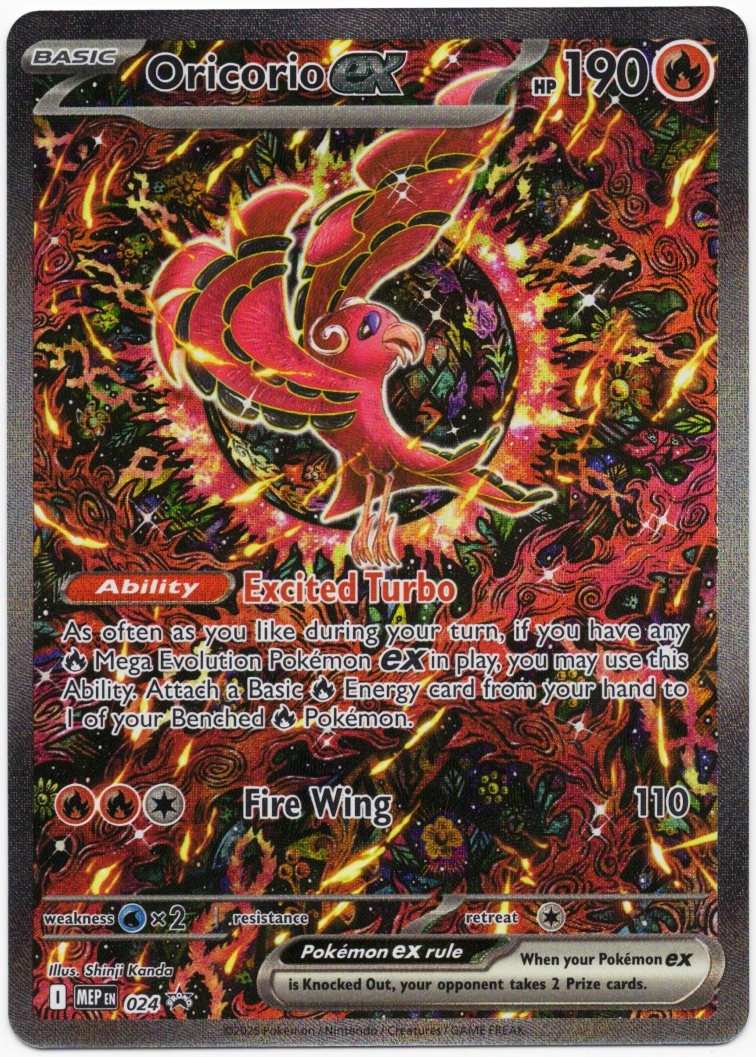 BASIC
Oricorio ex HP 190
Ability Excited Turbo
As often as you like during your turn, if you have any
Mega Evolution Pokémon ex in play, you may use this
Ability. Attach a Basic Energy card from your hand to
1 of your Benched Pokémon.
Fire Wing 110
weakness ×2 resistance retreat
Pokémon ex rule When your Pokémon ex
is Knocked Out, your opponent takes 2 Prize cards.
Illus. Shinji Kanda
I MEP EN 024
©2025 Pokémon / Nintendo / Creatures / GAME FREAK